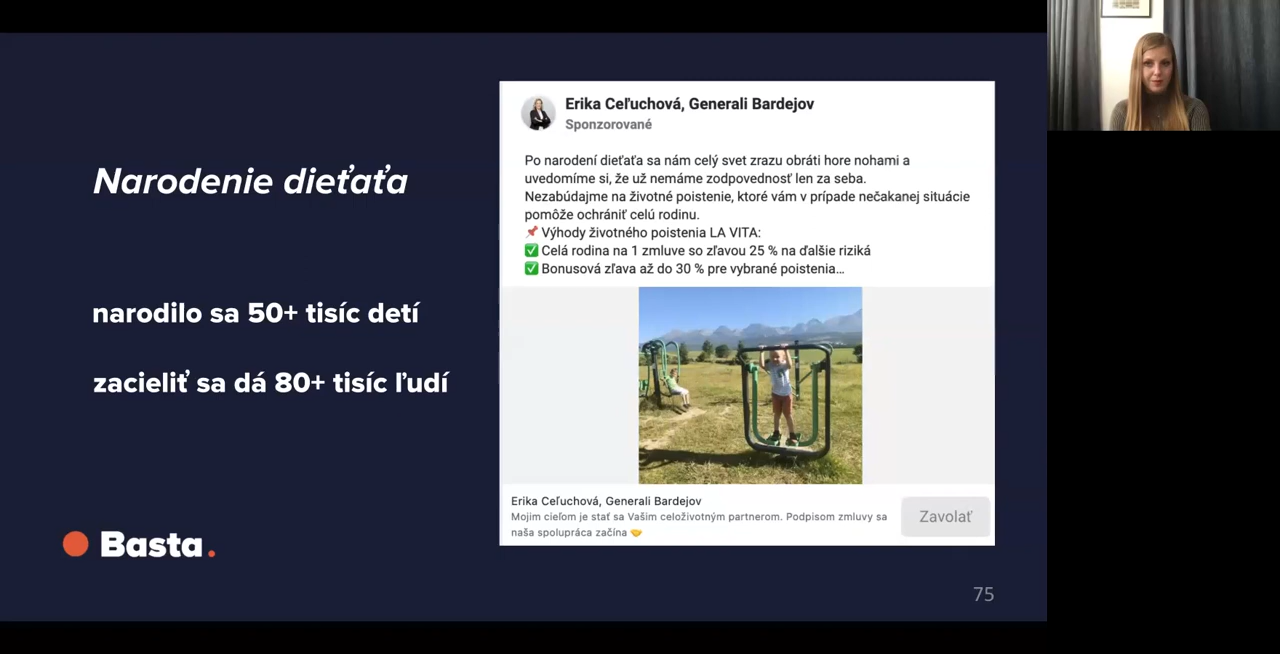 Narodenie dieťaťa
narodilo sa 50+ tisíc detí
zacieliť sa dá 80+ tisíc ľudí
Basta.
Erika Ceľuchová, Generali Bardejov
Sponzorované
Po narodení dieťaťa sa nám celý svet zrazu obráti hore nohami a
uvedomíme si, že už nemáme zodpovednosť len za seba.
Nezabúdajme na životné poistenie, ktoré vám v prípade nečakanej situácie
pomôže ochrániť celú rodinu.
📌 Výhody životného poistenia LA VITA:
✅ Celá rodina na 1 zmluve so zľavou 25 % na ďalšie riziká
✅ Bonusová zľava až do 30 % pre vybrané poistenia...
Erika Ceľuchová, Generali Bardejov
Mojim cieľom je stať sa Vašim celoživotným partnerom. Podpisom zmluvy sa
naša spolupráca začína 🤝
Zavolať
75